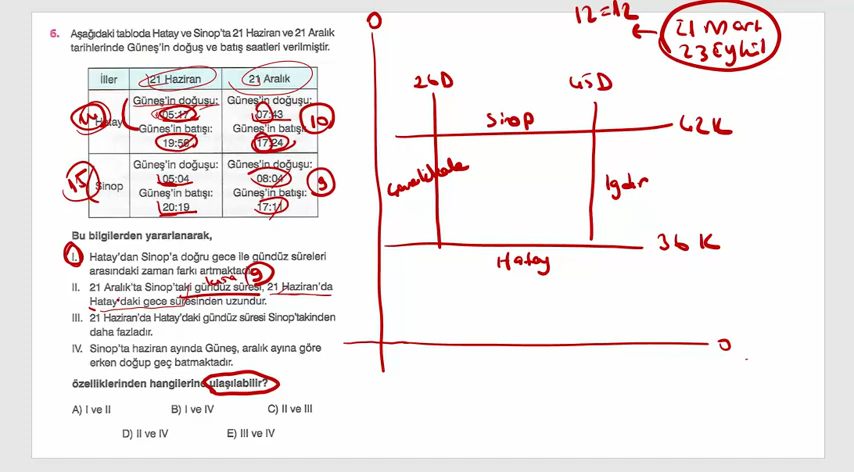 6. Aşağıdaki tabloda Hatay ve Sinop'ta 21 Haziran ve 21 Aralık
tarihlerinde Güneş'in doğuş ve batış saatleri verilmiştir.
İller 21 Haziran 21 Aralık
Hatay
Güneş'in doğuşu:
05:17
Güneş'in batışı:
19:56
Güneş'in doğuşu:
07:43
Güneş'in batışı:
17:24
14
10
Sinop
Güneş'in doğuşu:
05:04
Güneş'in batışı:
20:19
Güneş'in doğuşu:
08:04
Güneş'in batışı:
17:11
15
9
Bu bilgilerden yararlanarak,
I. Hatay'dan Sinop'a doğru gece ile gündüz süreleri
arasındaki zaman farkı artmaktadır.
kısa 9
II. 21 Aralık'ta Sinop'taki gündüz süresi, 21 Haziran'da
Hatay'daki gece süresinden uzundur.
III. 21 Haziran'da Hatay'daki gündüz süresi Sinop'takinden
daha fazladır.
IV. Sinop'ta haziran ayında Güneş, aralık ayına göre
erken doğup geç batmaktadır.
özelliklerinden hangilerine ulaşılabilir?
A) I ve II B) I ve IV C) II ve III
D) II ve IV E) III ve IV
0
12=12
21 Mart
23 Eylül
26D
45D
Sinop
42K
Çanakkale
Iğdır
36K
Hatay
0